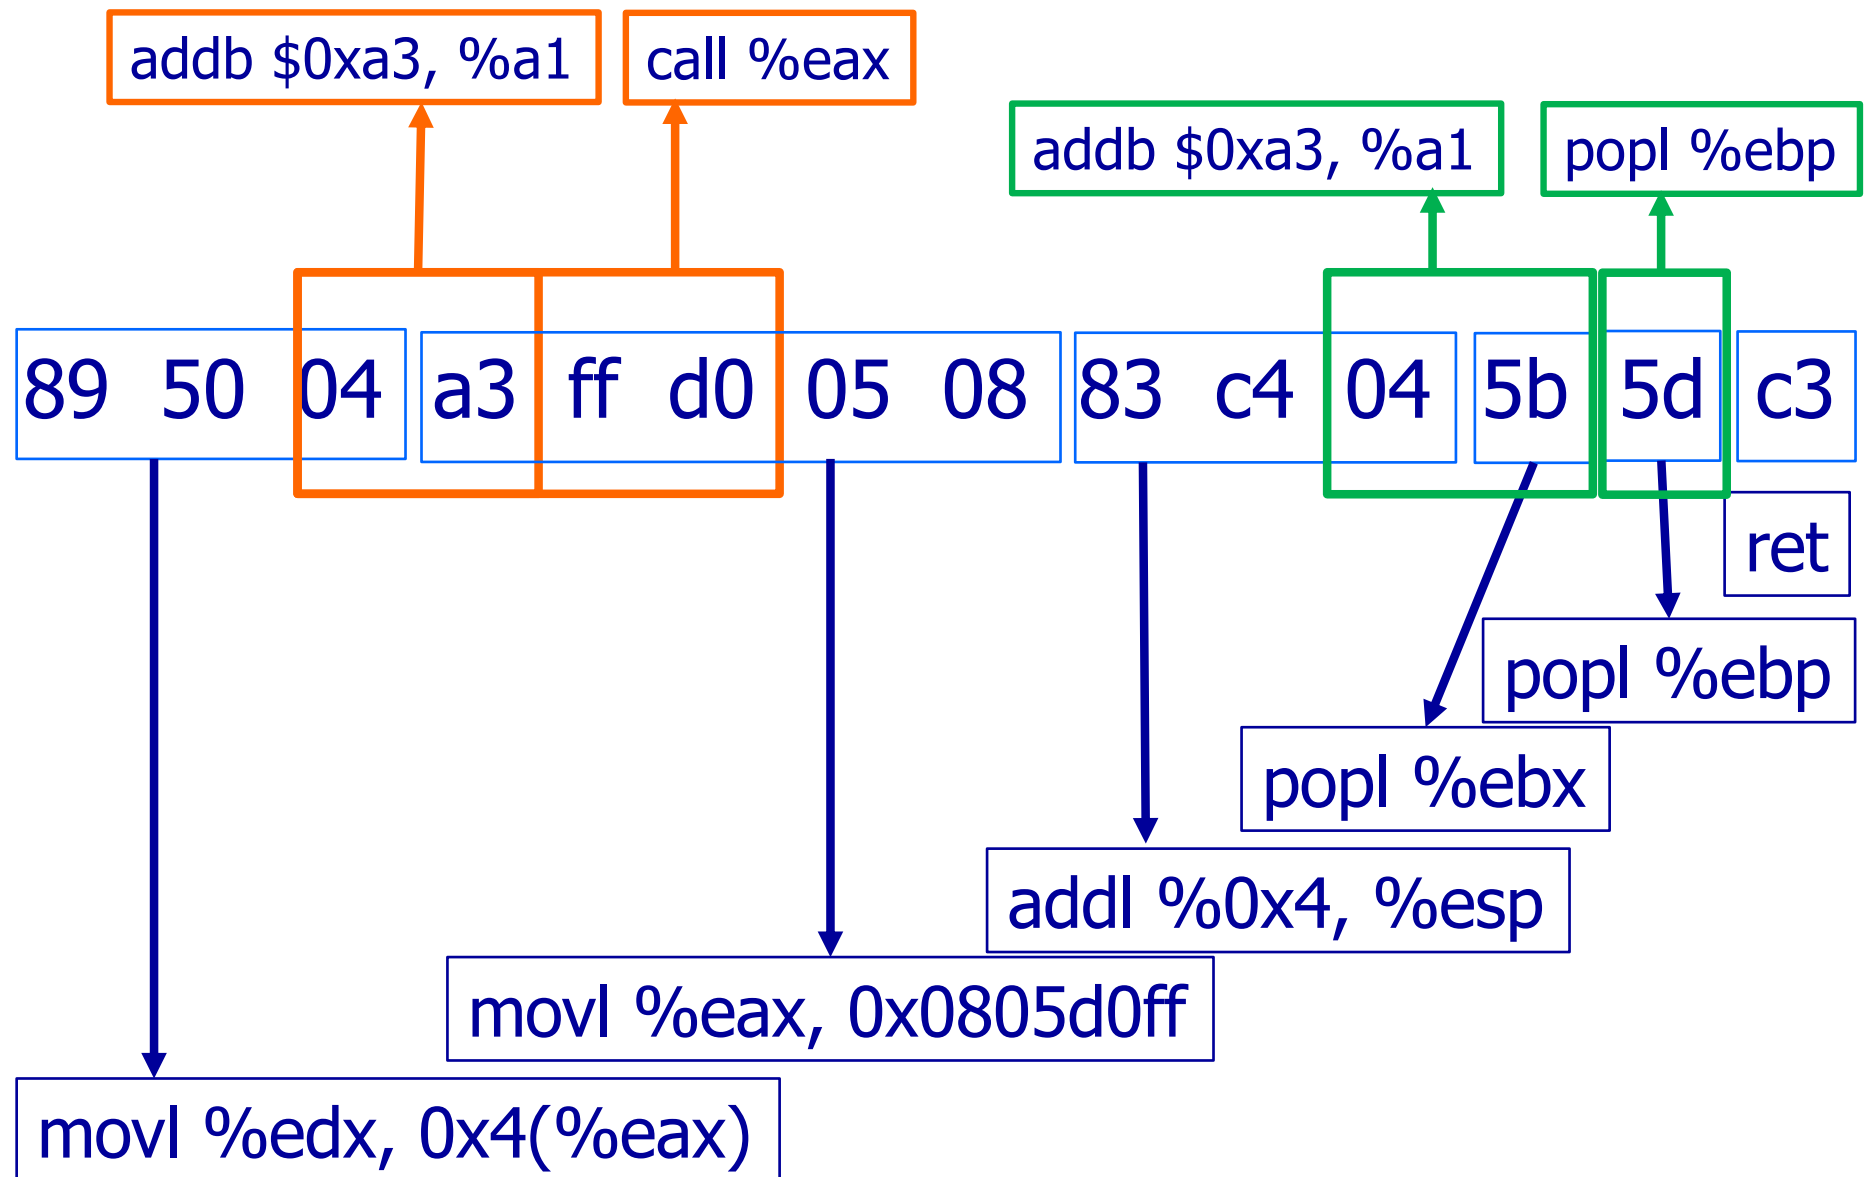 addb $0xa3, %a1
call %eax
addb $0xa3, %a1
popl %ebp
89 50 04 a3 ff d0 05 08 83 c4 04 5b 5d c3
ret
popl %ebp
popl %ebx
addl %0x4, %esp
movl %eax, 0x0805d0ff
movl %edx, 0x4(%eax)